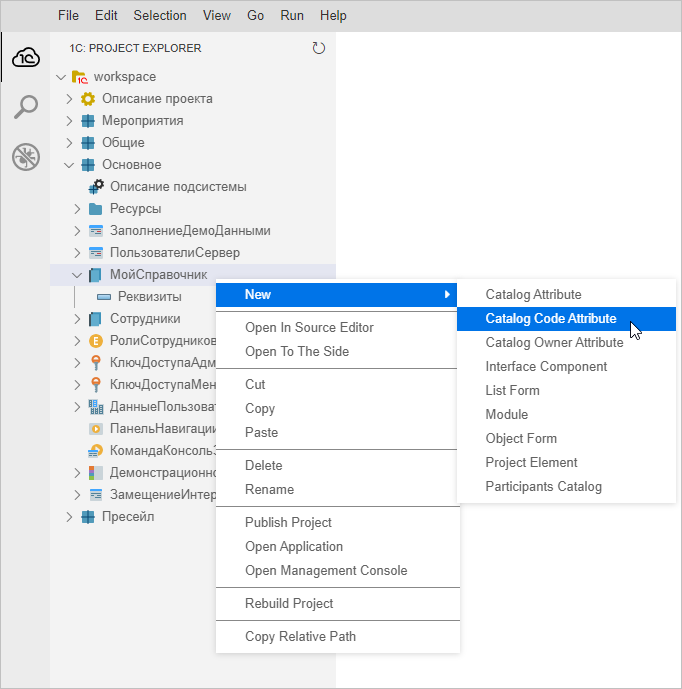 File Edit Selection View Go Run Help
1C: PROJECT EXPLORER
1C
workspace
Описание проекта
Мероприятия
Общие
Основное
Описание подсистемы
Ресурсы
ЗаполнениеДемоДанными
ПользователиСервер
МойСправочник
Реквизиты
Сотрудники
РолиСотрудников
КлючДоступаАдм
КлючДоступаМен
ДанныеПользоват
ПанельНавигации
КомандаКонсоль
Демонстрационно
ЗамещениеИнтер
Пресейл
New
Open In Source Editor
Open To The Side
Cut
Copy
Paste
Delete
Rename
Publish Project
Open Application
Open Management Console
Rebuild Project
Copy Relative Path
Catalog Attribute
Catalog Code Attribute
Catalog Owner Attribute
Interface Component
List Form
Module
Object Form
Project Element
Participants Catalog